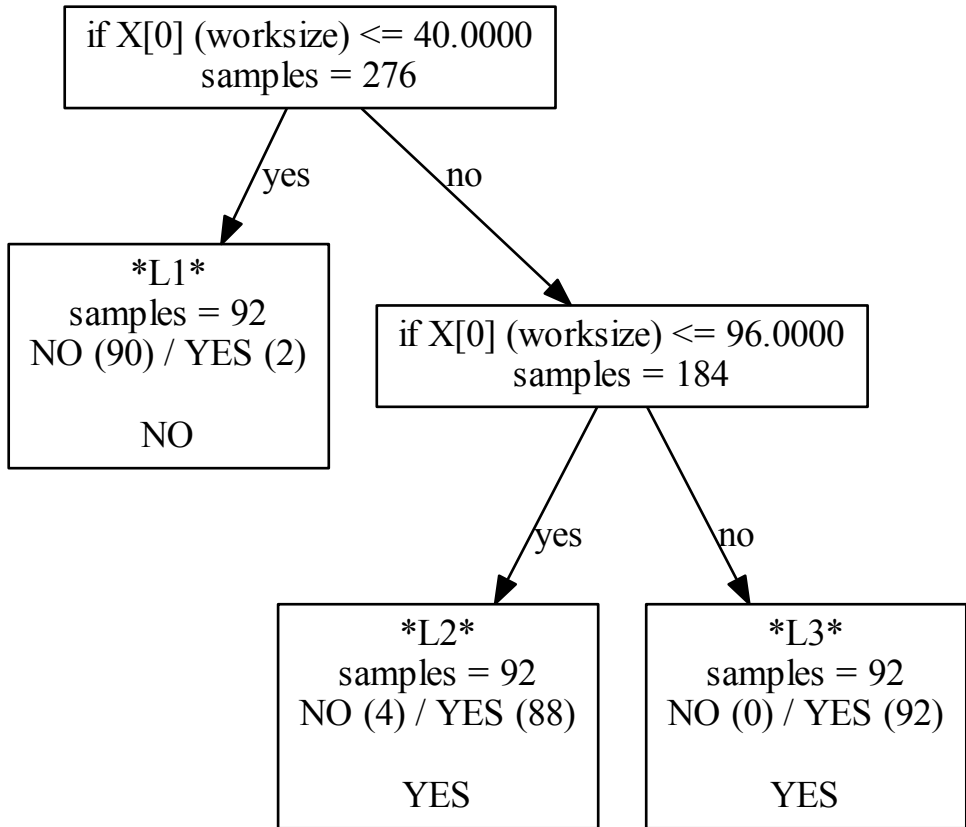 if X[0] (worksize) <= 40.0000
samples = 276
yes
no
*L1*
samples = 92
NO (90) / YES (2)
NO
if X[0] (worksize) <= 96.0000
samples = 184
yes
no
*L2*
samples = 92
NO (4) / YES (88)
YES
*L3*
samples = 92
NO (0) / YES (92)
YES